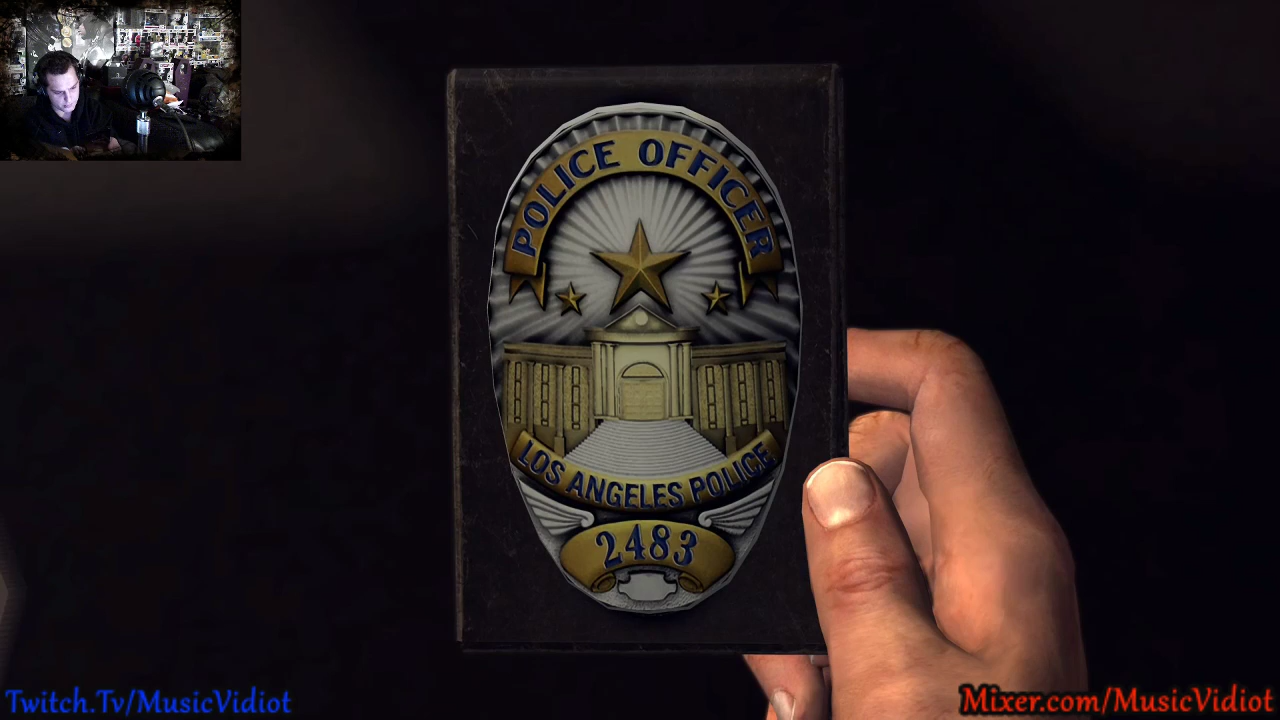 POLICE OFFICER
LOS ANGELES POLICE
2483
Twitch.Tv/MusicVidiot
Mixer.com/MusicVidiot